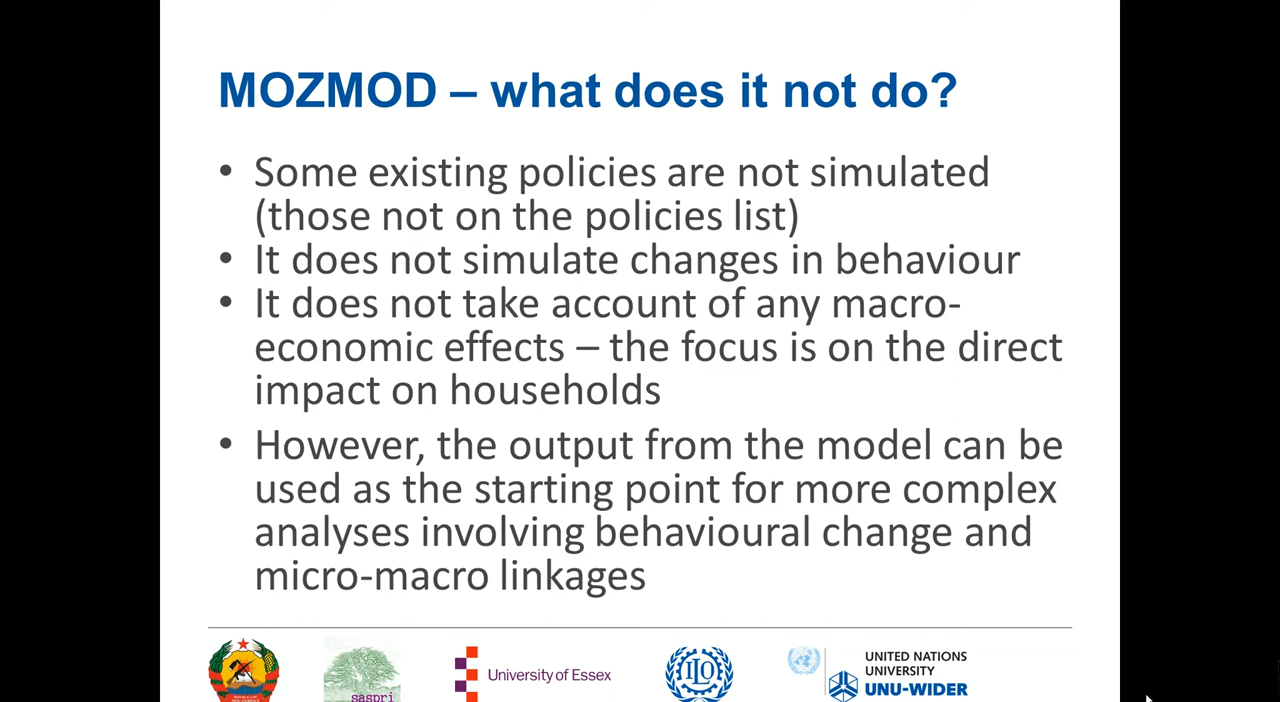 MOZMOD – what does it not do?
• Some existing policies are not simulated
(those not on the policies list)
• It does not simulate changes in behaviour
• It does not take account of any macro-
economic effects – the focus is on the direct
impact on households
• However, the output from the model can be
used as the starting point for more complex
analyses involving behavioural change and
micro-macro linkages
saspri
University of Essex
ILO
UNITED NATIONS
UNIVERSITY
UNU-WIDER